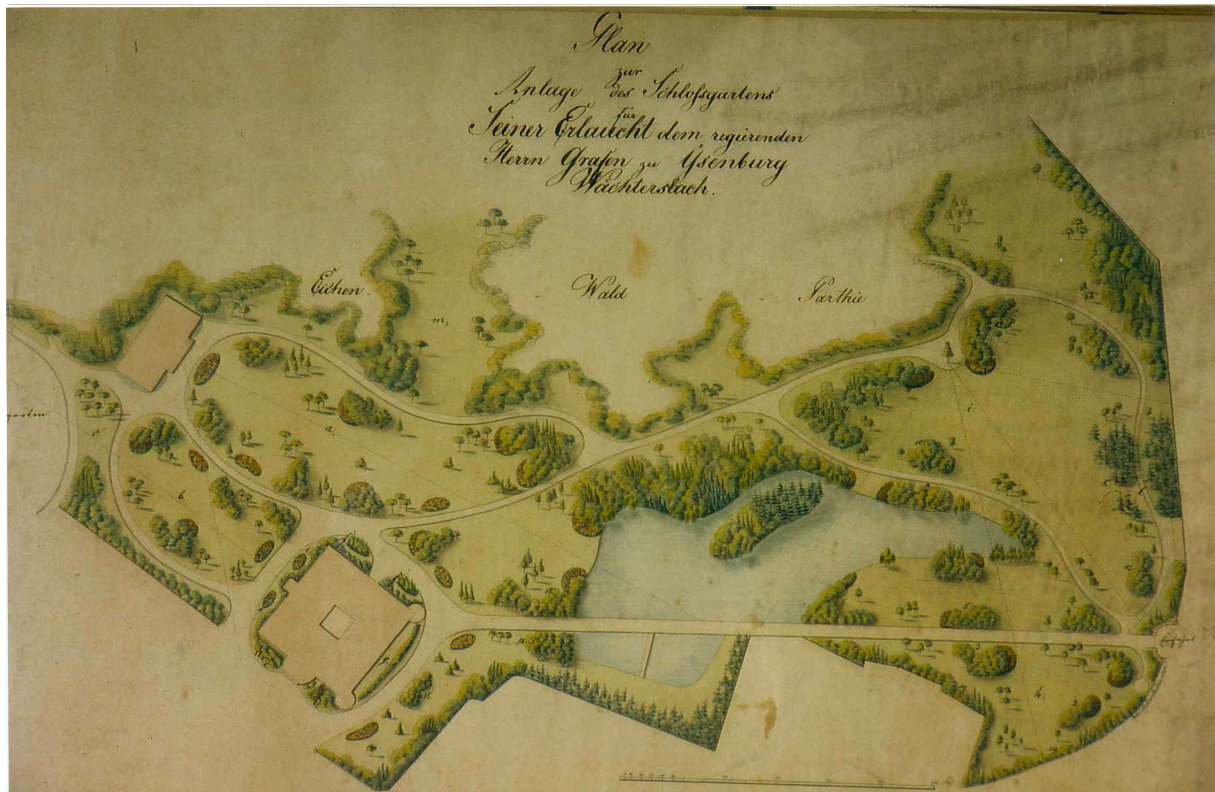 Plan
zur
Anlage des Schloßgartens
für
Seiner Erlaucht dem regierenden
Herrn Grafen zu Ysenburg
Wächtersbach.
Eichen - Wald - Parthie
m,
a,
i,
b
k,